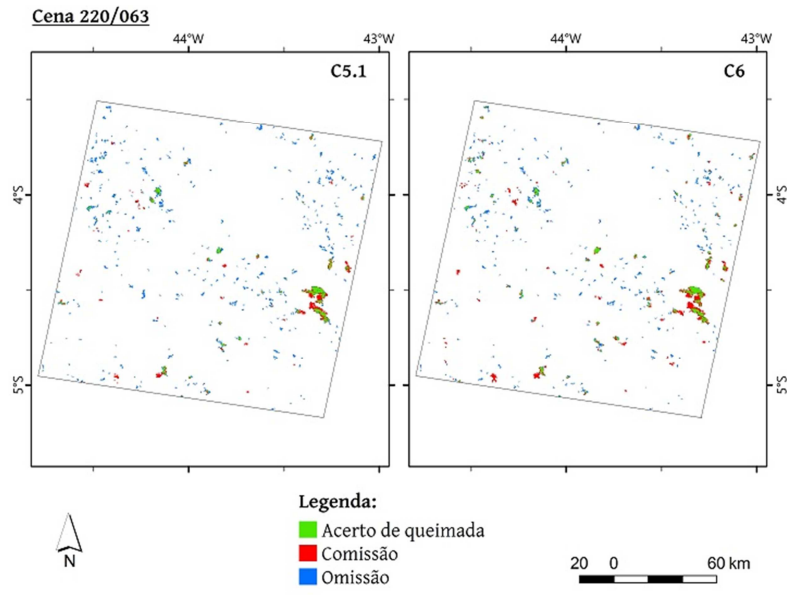 Cena 220/063
44°W
43°W
44°W
43°W
C5.1
C6
4°S
4°S
5°S
5°S
Legenda:
Acerto de queimada
Comissão
Omissão
N
20 0 60 km